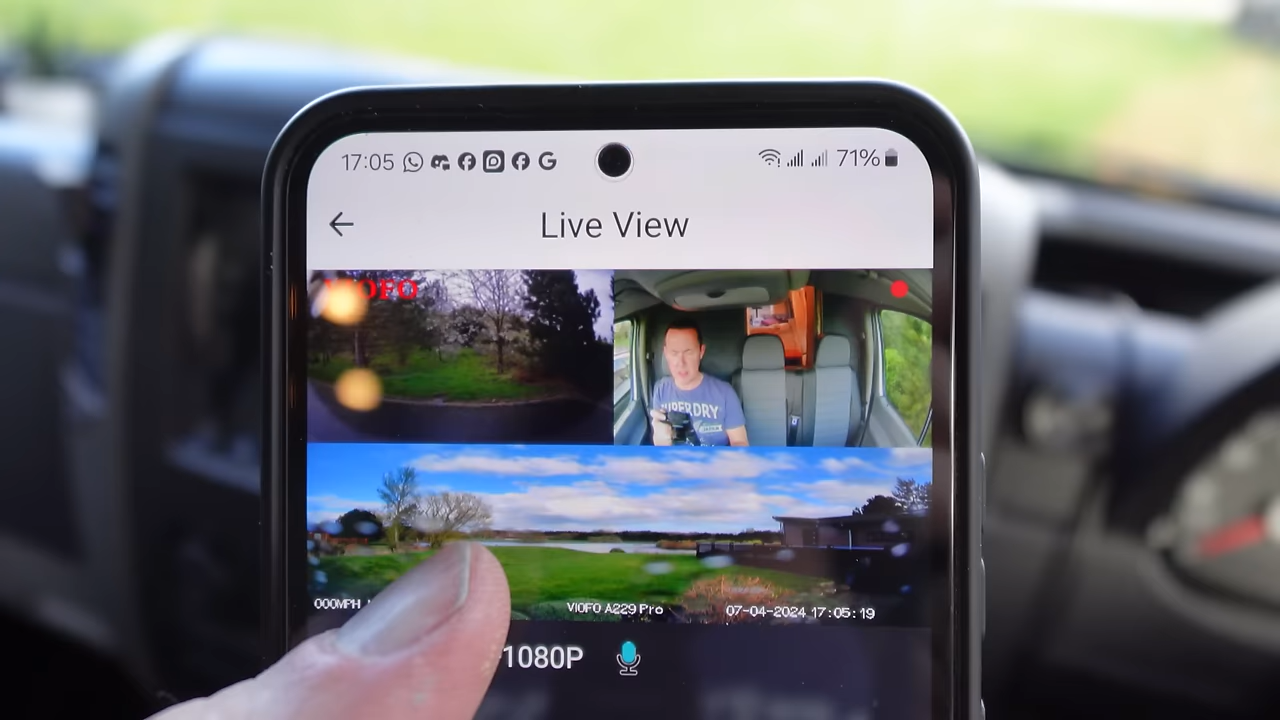 17:05 71%
Live View
VIOFO
SUPERDRY
000MPH VIOFO A229 Pro 07-04-2024 17:05:19
1080P